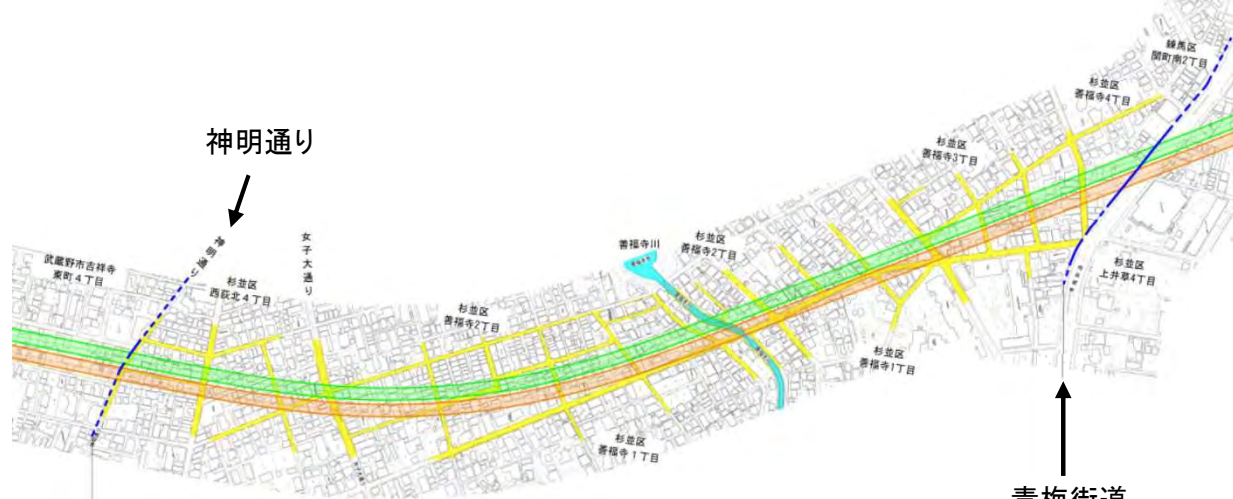 練馬区
関町南2丁目
杉並区
善福寺4丁目
神明通り
杉並区
善福寺3丁目
神明通り
女子大通り
善福寺川
杉並区
善福寺2丁目
武蔵野市吉祥寺
東町4丁目
杉並区
西荻北4丁目
杉並区
上井草4丁目
杉並区
善福寺2丁目
杉並区
善福寺1丁目
杉並区
善福寺1丁目
青梅街道